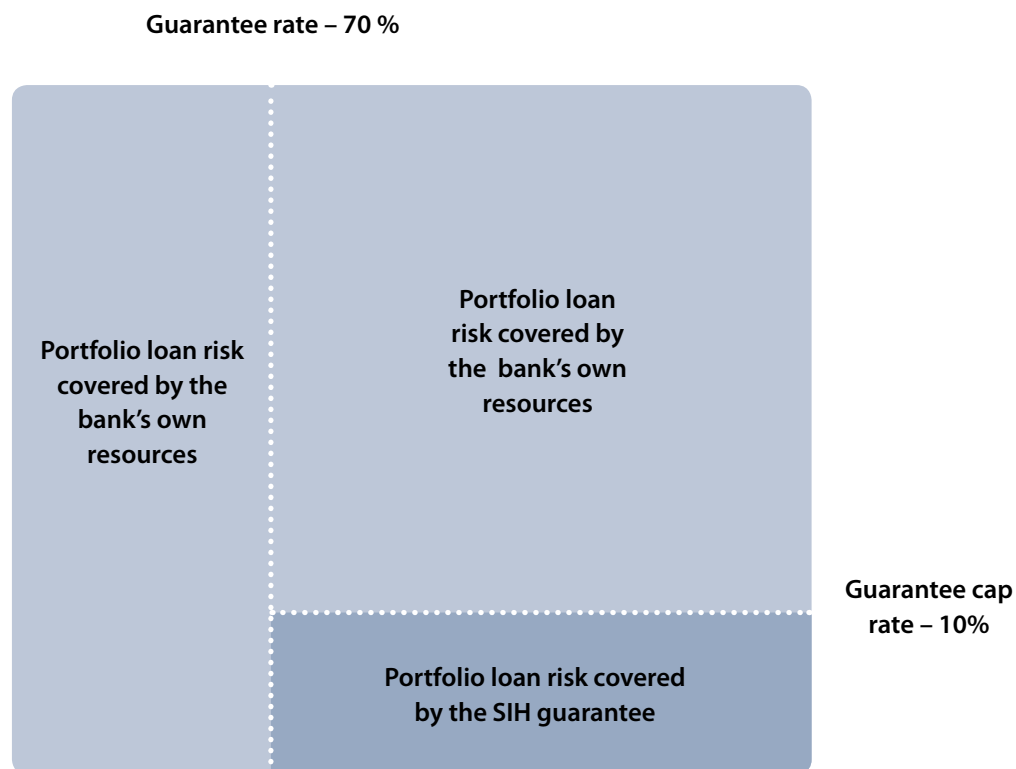 Guarantee rate – 70 %
Portfolio loan risk
covered by the
bank's own
resources
Portfolio loan
risk covered by
the bank's own
resources
Guarantee cap
rate – 10%
Portfolio loan risk covered
by the SIH guarantee